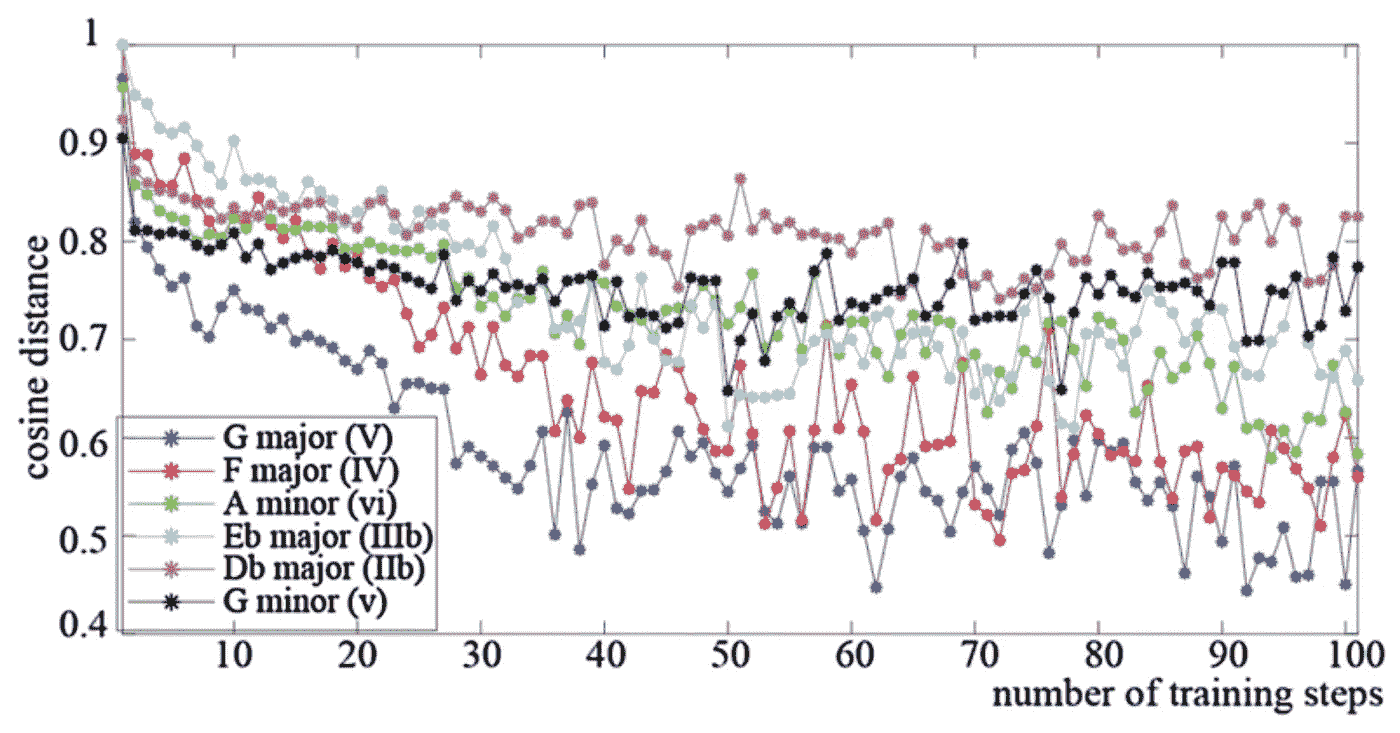 1
0.9
0.8
0.7
0.6
0.5
0.4
cosine distance
G major (V)
F major (IV)
A minor (vi)
Eb major (IIIb)
Db major (IIb)
G minor (v)
10 20 30 40 50 60 70 80 90 100
number of training steps